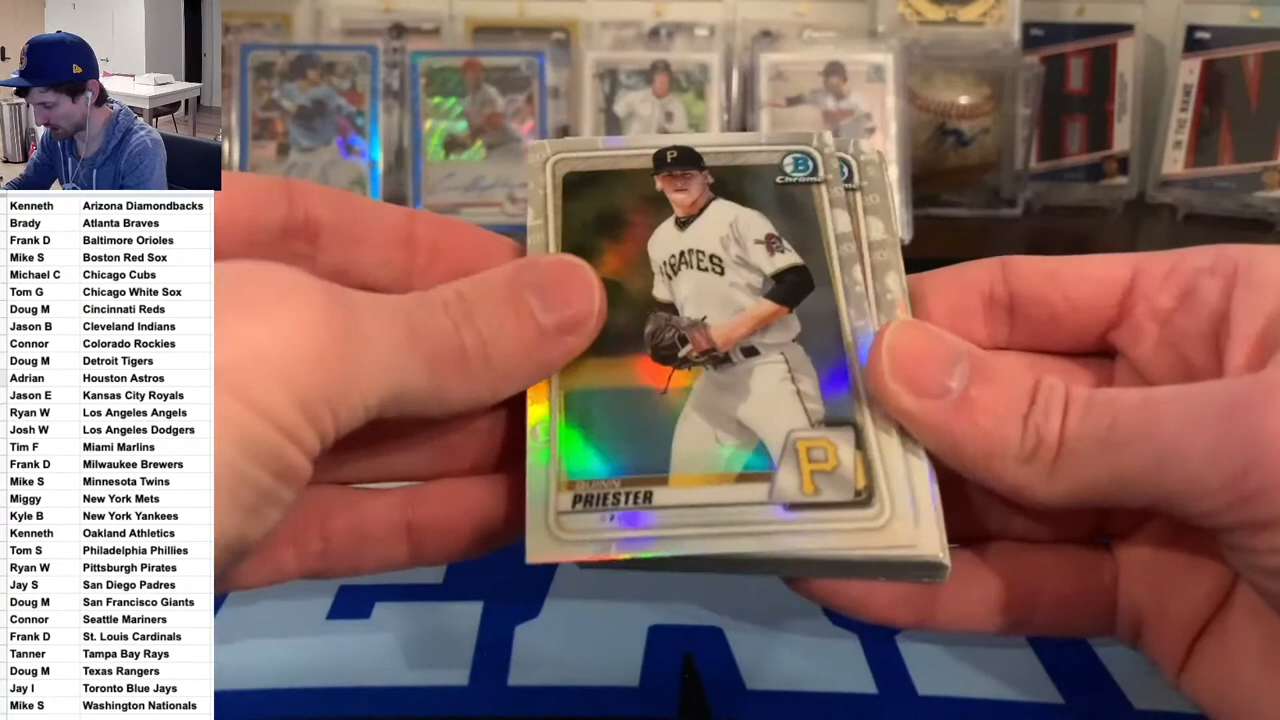 Kenneth Arizona Diamondbacks
Brady Atlanta Braves
Frank D Baltimore Orioles
Mike S Boston Red Sox
Michael C Chicago Cubs
Tom G Chicago White Sox
Doug M Cincinnati Reds
Jason B Cleveland Indians
Connor Colorado Rockies
Doug M Detroit Tigers
Adrian Houston Astros
Jason E Kansas City Royals
Ryan W Los Angeles Angels
Josh W Los Angeles Dodgers
Tim F Miami Marlins
Frank D Milwaukee Brewers
Mike S Minnesota Twins
Miggy New York Mets
Kyle B New York Yankees
Kenneth Oakland Athletics
Tom S Philadelphia Phillies
Ryan W Pittsburgh Pirates
Jay S San Diego Padres
Doug M San Francisco Giants
Connor Seattle Mariners
Frank D St. Louis Cardinals
Tanner Tampa Bay Rays
Doug M Texas Rangers
Jay I Toronto Blue Jays
Mike S Washington Nationals
P
B
Chrome
PIRATES
P
QUINN
PRIESTER
H
N